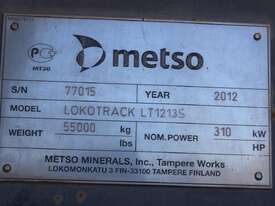 metso
МТ20
S/N 77015 YEAR 2012
MODEL LOKOTRACK LT1213S
WEIGHT 55000 kg NOM. POWER 310 kW
lbs HP
METSO MINERALS, Inc., Tampere Works
LOKOMONKATU 3 FIN-33100 TAMPERE FINLAND